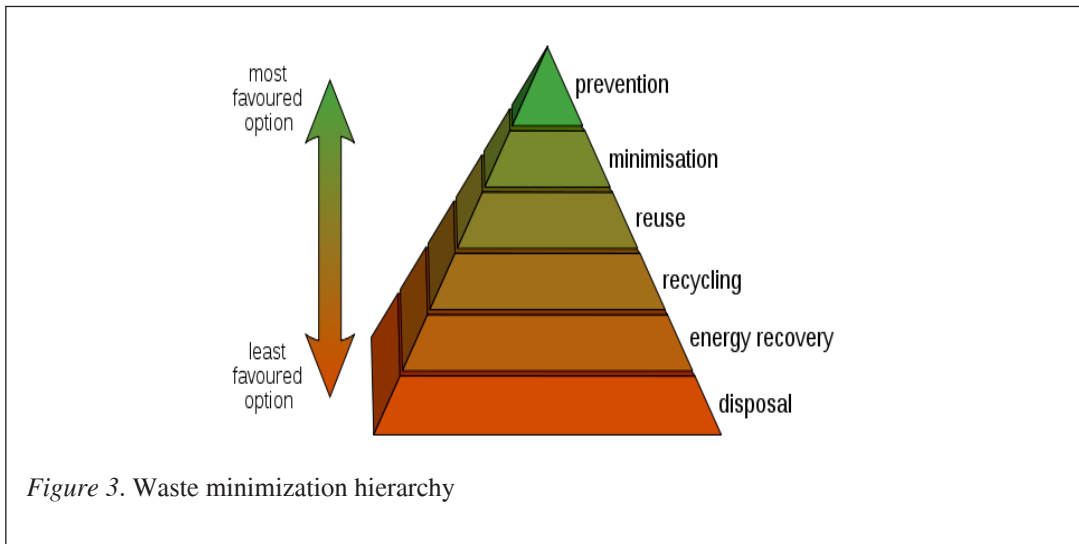 most
favoured
option
prevention
minimisation
reuse
recycling
energy recovery
least
favoured
option
disposal
Figure 3. Waste minimization hierarchy